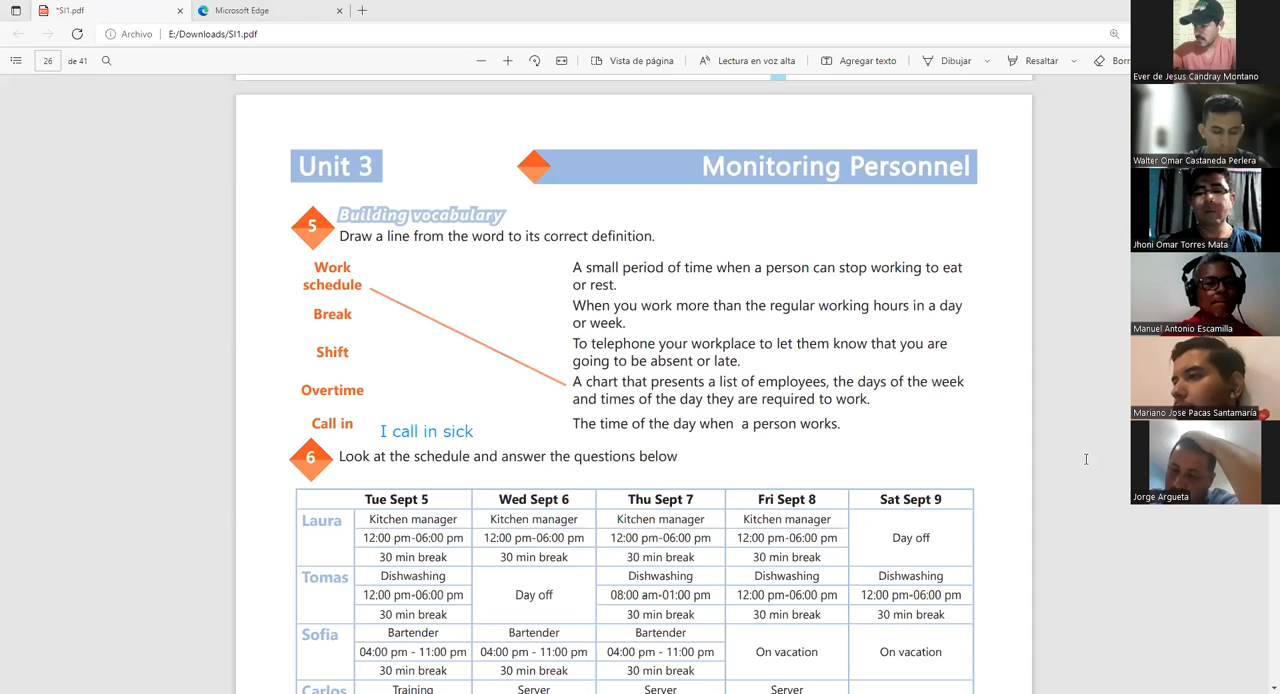 *SI1.pdf
Microsoft Edge
Archivo
E:/Downloads/SI1.pdf
26
de 41
Vista de página
Lectura en voz alta
Agregar texto
Dibujar
Resaltar
Borr
Unit 3
Monitoring Personnel
5
Building vocabulary
Draw a line from the word to its correct definition.
Work
schedule
Break
Shift
Overtime
Call in
I call in sick
A small period of time when a person can stop working to eat
or rest.
When you work more than the regular working hours in a day
or week.
To telephone your workplace to let them know that you are
going to be absent or late.
A chart that presents a list of employees, the days of the week
and times of the day they are required to work.
The time of the day when a person works.
6
Look at the schedule and answer the questions below
Tue Sept 5 Wed Sept 6 Thu Sept 7 Fri Sept 8 Sat Sept 9
Laura
Kitchen manager Kitchen manager Kitchen manager Kitchen manager
12:00 pm-06:00 pm 12:00 pm-06:00 pm 12:00 pm-06:00 pm 12:00 pm-06:00 pm Day off
30 min break 30 min break 30 min break 30 min break
Tomas
Dishwashing Dishwashing Dishwashing Dishwashing
12:00 pm-06:00 pm Day off 08:00 am-01:00 pm 12:00 pm-06:00 pm 12:00 pm-06:00 pm
30 min break 30 min break 30 min break 30 min break
Sofia
Bartender Bartender Bartender
04:00 pm - 11:00 pm 04:00 pm - 11:00 pm 04:00 pm - 11:00 pm On vacation On vacation
30 min break 30 min break 30 min break
Carlos
Training Server Server Server
Ever de Jesus Candray Montano
Walter Omar Castaneda Perlera
Jhoni Omar Torres Mata
Manuel Antonio Escamilla
Mariano Jose Pacas Santamaría
Jorge Argueta